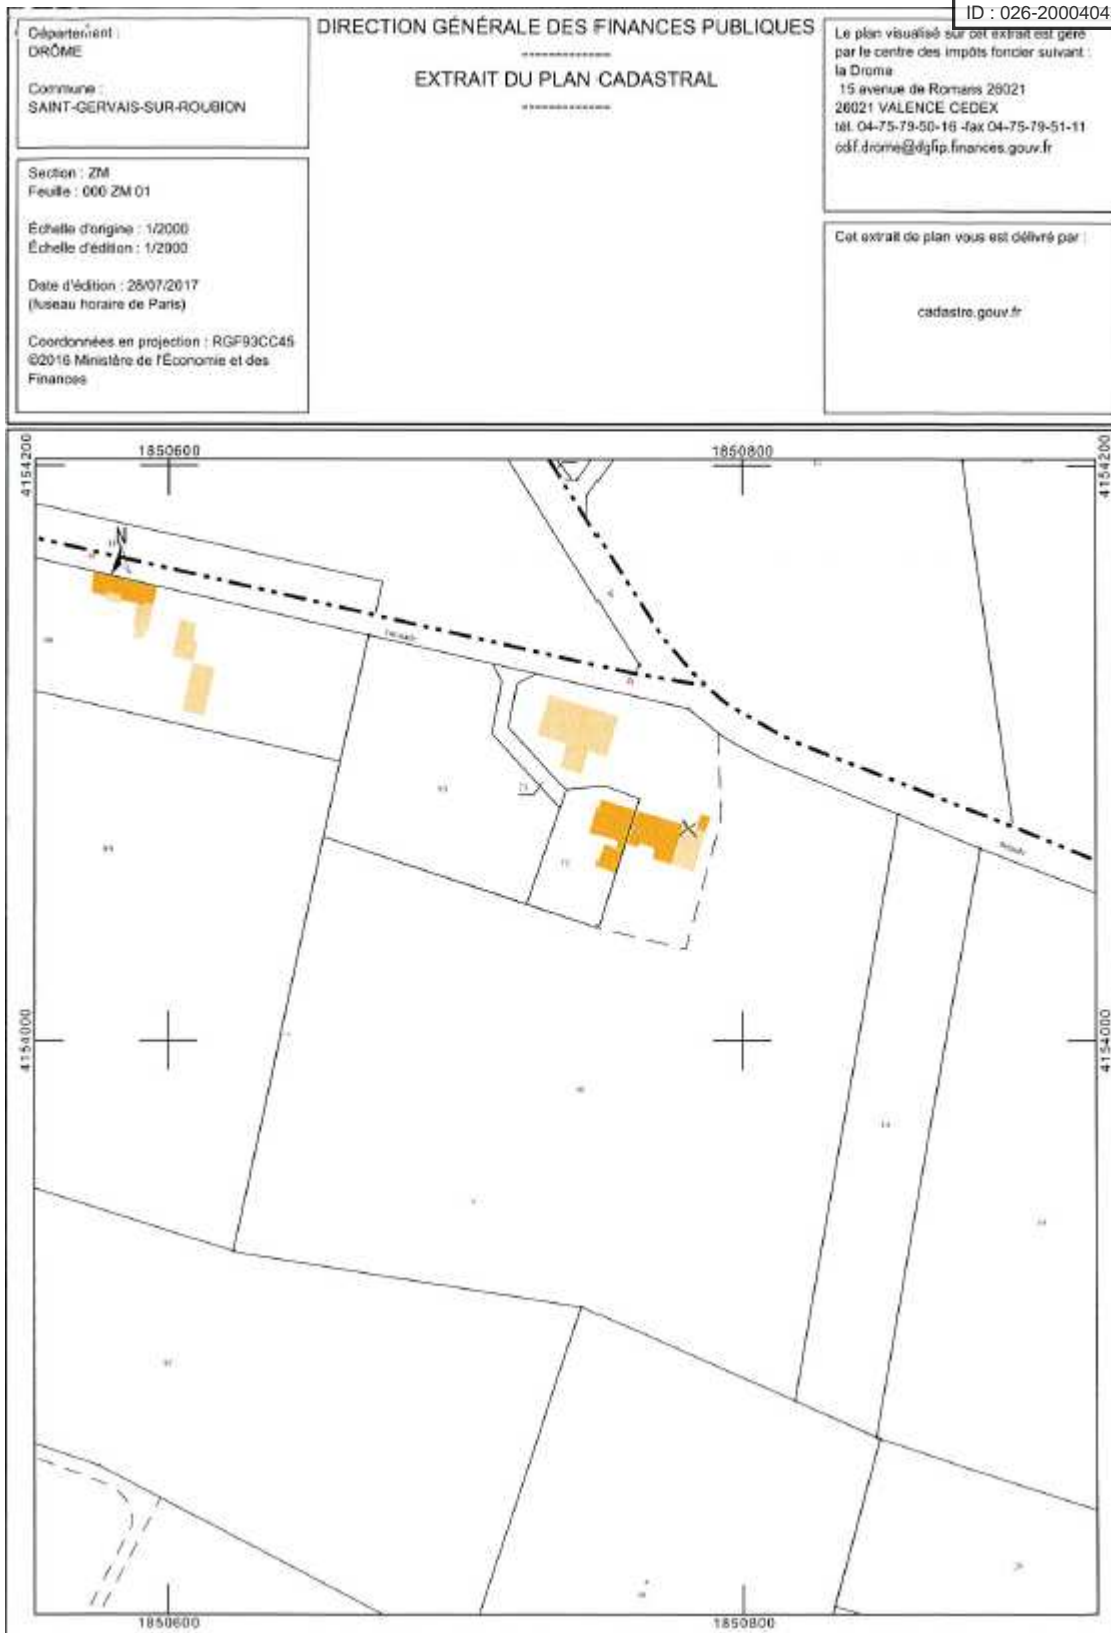 ID : 026-2000404
Département :
DRÔME
Commune :
SAINT-GERVAIS-SUR-ROUBION
Section : ZM
Feuille : 000 ZM 01
Échelle d'origine : 1/2000
Échelle d'édition : 1/2000
Date d'édition : 28/07/2017
(fuseau horaire de Paris)
Coordonnées en projection : RGF93CC45
©2016 Ministère de l'Économie et des
Finances
DIRECTION GÉNÉRALE DES FINANCES PUBLIQUES
-------------
EXTRAIT DU PLAN CADASTRAL
-------------
Le plan visualisé sur cet extrait est géré
par le centre des impôts foncier suivant :
la Drome
15 avenue de Romans 26021
26021 VALENCE CEDEX
tél. 04-75-79-50-16 -fax 04-75-79-51-11
cdif.drome@dgfip.finances.gouv.fr
Cet extrait de plan vous est délivré par :
cadastre.gouv.fr
1850600
1850800
4154200
4154200
N
4154000
4154000
1850600
1850800